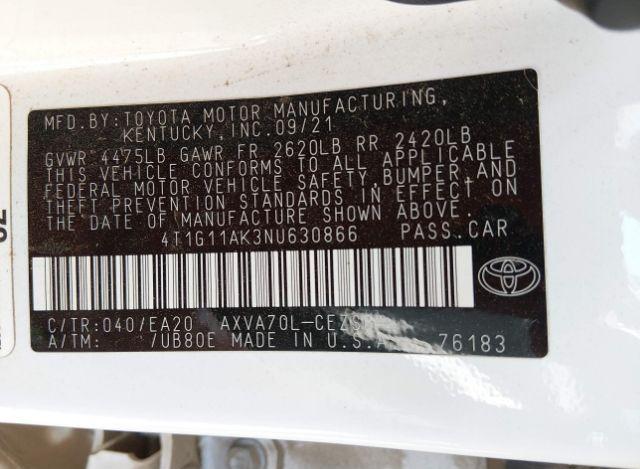 MFD.BY:TOYOTA MOTOR MANUFACTURING,
KENTUCKY,INC.09/21
GVWR 4475LB GAWR FR 2620LB RR 2420LB
THIS VEHICLE CONFORMS TO ALL APPLICABLE
FEDERAL MOTOR VEHICLE SAFETY,BUMPER,AND
THEFT PREVENTION STANDARDS IN EFFECT ON
THE DATE OF MANUFACTURE SHOWN ABOVE.
4T1G11AK3NU630866 PASS.CAR
C/TR:040/EA20
A/TM: /UB80E MADE IN U.S.A. 76183